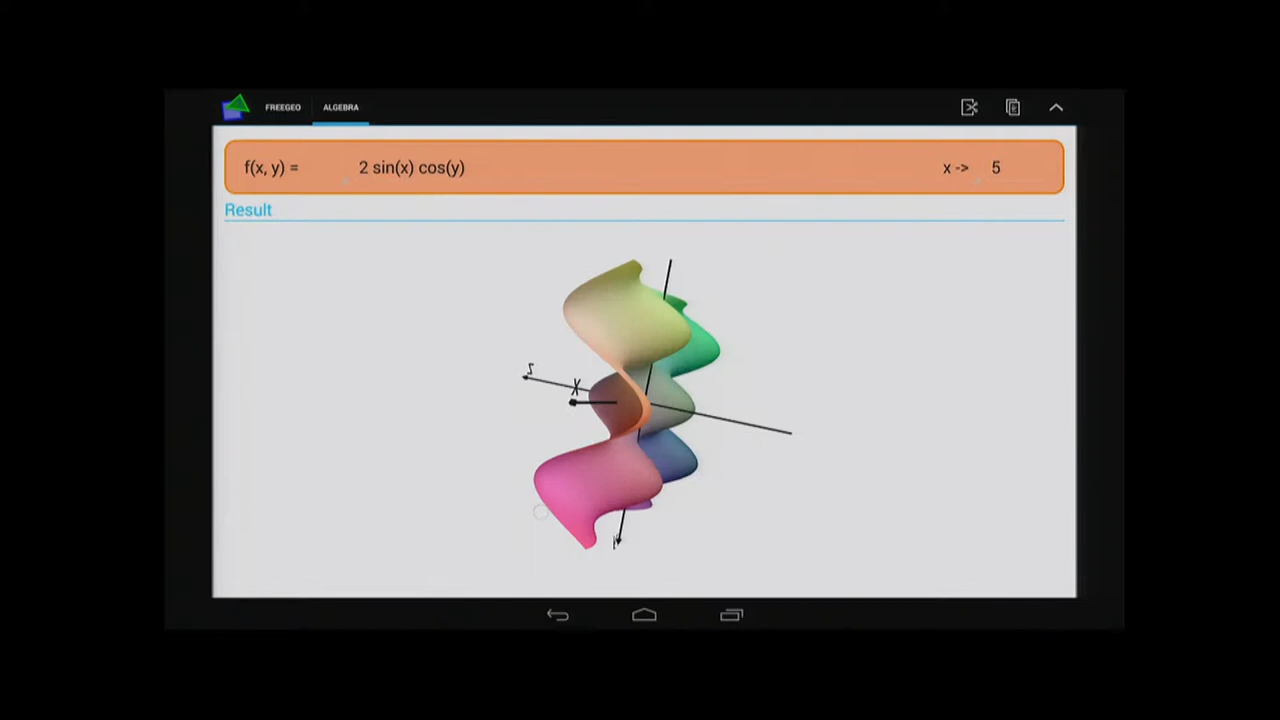 FREEGEO ALGEBRA
f(x, y) = 2 sin(x) cos(y) x -> 5
Result
X